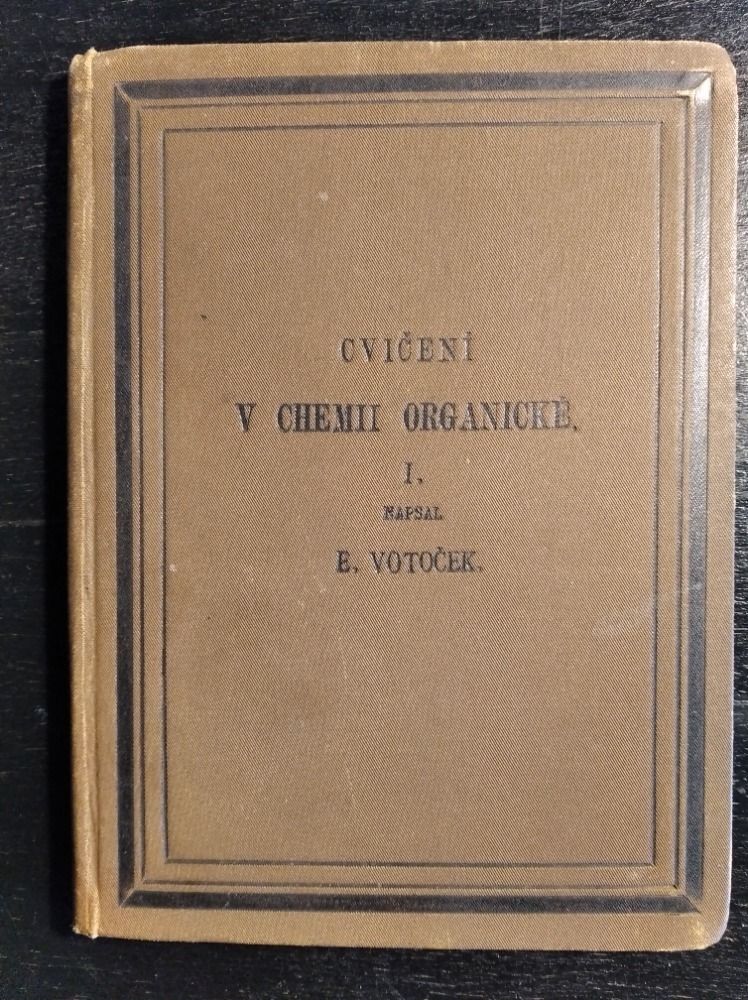 CVIČENÍ
V CHEMII ORGANICKÉ.
I.
NAPSAL
E. VOTOČEK.